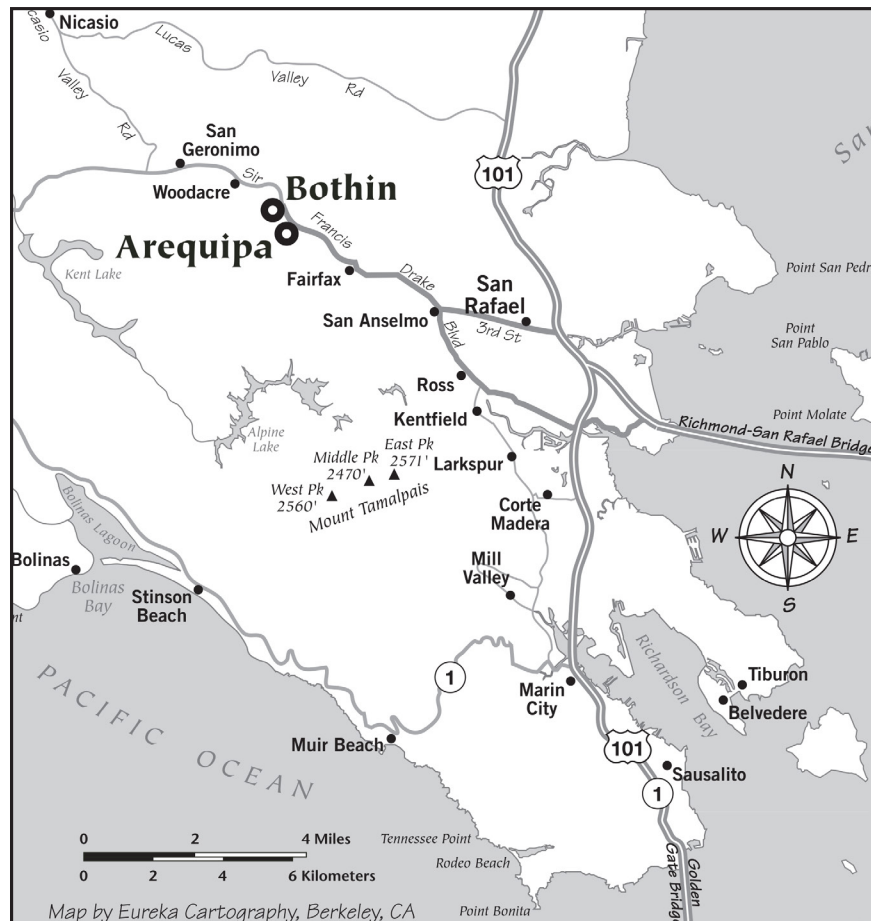 Nicasio
Lucas
Valley
Rd
Valley
Rd
101
San
Geronimo
Woodacre
Sir
Francis
Drake
Blvd
Bothin
Arequipa
Kent Lake
Fairfax
San Anselmo
San
Rafael
3rd St
Point San Pedr
Point
San Pablo
Ross
Kentfield
Point Molate
Richmond-San Rafael Bridge
Alpine
Lake
East Pk
2571'
Middle Pk
2470'
West Pk
2560'
Mount Tamalpais
Larkspur
Corte
Madera
N
W
E
S
Bolinas Lagoon
Bolinas
Bolinas
Bay
Stinson
Beach
Mill
Valley
Richardson Bay
1
Marin
City
Tiburon
Belvedere
PACIFIC OCEAN
Muir Beach
101
Sausalito
1
0 2 4 Miles
0 2 4 6 Kilometers
Tennessee Point
Rodeo Beach
Point Bonita
Golden
Gate Bridge
Map by Eureka Cartography, Berkeley, CA